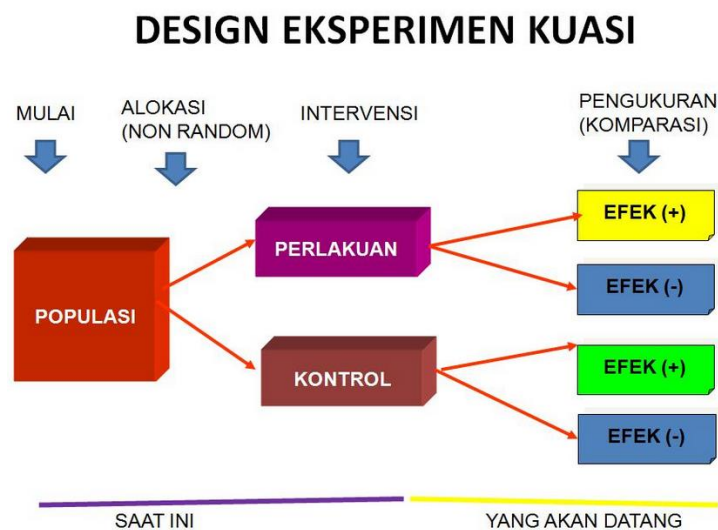 DESIGN EKSPERIMEN KUASI
MULAI
ALOKASI
(NON RANDOM)
INTERVENSI
PENGUKURAN
(KOMPARASI)
POPULASI
PERLAKUAN
KONTROL
EFEK (+)
EFEK (-)
EFEK (+)
EFEK (-)
SAAT INI
YANG AKAN DATANG